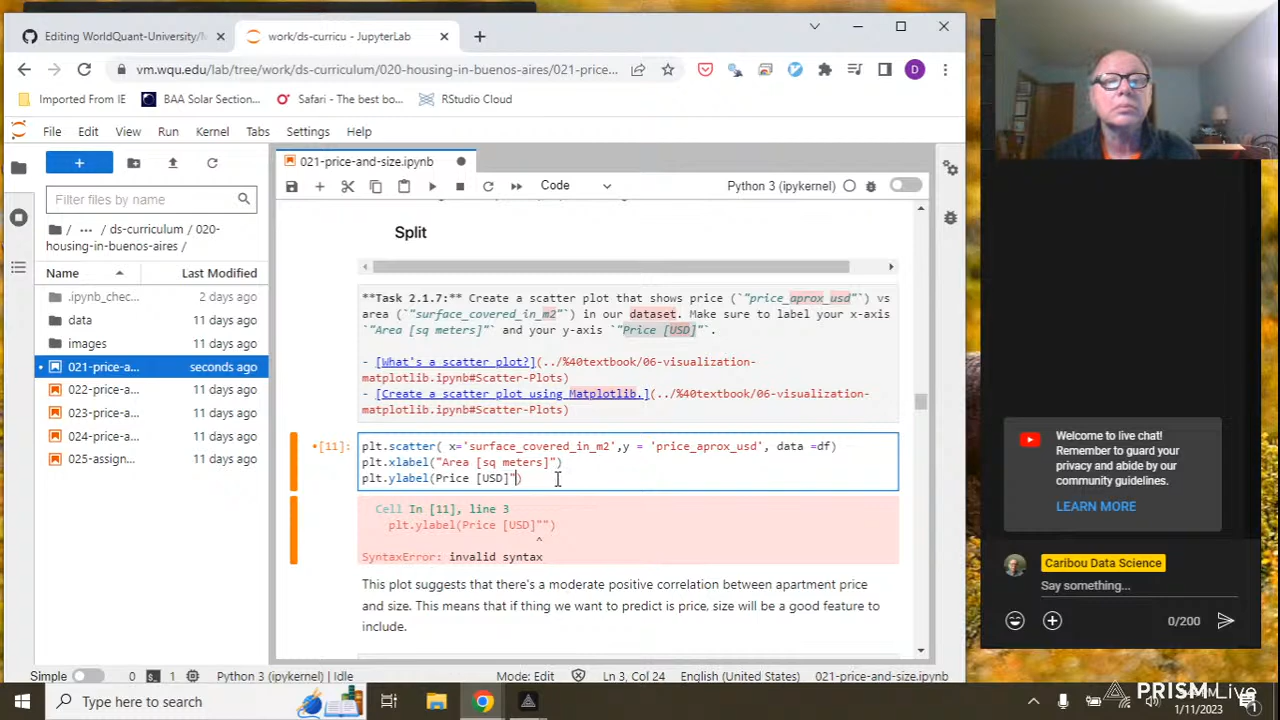 Editing WorldQuant-University/
work/ds-curricu - JupyterLab
vm.wqu.edu/lab/tree/work/ds-curriculum/020-housing-in-buenos-aires/021-price...
D
Imported From IE
BAA Solar Section...
Safari - The best bo...
RStudio Cloud
File Edit View Run Kernel Tabs Settings Help
021-price-and-size.ipynb
Code
Python 3 (ipykernel)
Filter files by name
/ ... / ds-curriculum / 020-
housing-in-buenos-aires /
Name Last Modified
.ipynb_chec... 2 days ago
data 11 days ago
images 11 days ago
021-price-a... seconds ago
022-price-a... 11 days ago
023-price-a... 11 days ago
024-price-a... 11 days ago
025-assign... 11 days ago
Split
**Task 2.1.7:** Create a scatter plot that shows price (`"price_aprox_usd"`) vs
area (`"surface_covered_in_m2"`) in our dataset. Make sure to label your x-axis
`"Area [sq meters]"` and your y-axis `"Price [USD]"`.
- [What's a scatter plot?](../%40textbook/06-visualization-
matplotlib.ipynb#Scatter-Plots)
- [Create a scatter plot using Matplotlib.](../%40textbook/06-visualization-
matplotlib.ipynb#Scatter-Plots)
[11]:
plt.scatter( x='surface_covered_in_m2',y = 'price_aprox_usd', data =df)
plt.xlabel("Area [sq meters]")
plt.ylabel(Price [USD]")
Cell In [11], line 3
plt.ylabel(Price [USD]"")
^
SyntaxError: invalid syntax
This plot suggests that there's a moderate positive correlation between apartment price
and size. This means that if thing we want to predict is price, size will be a good feature to
include.
Simple 0 1 Python 3 (ipykernel) | Idle
Mode: Edit Ln 3, Col 24 English (United States) 021-price-and-size.ipynb
Type here to search
1/11/2023
PRISM Live
Welcome to live chat!
Remember to guard your
privacy and abide by our
community guidelines.
LEARN MORE
Caribou Data Science
Say something...
0/200